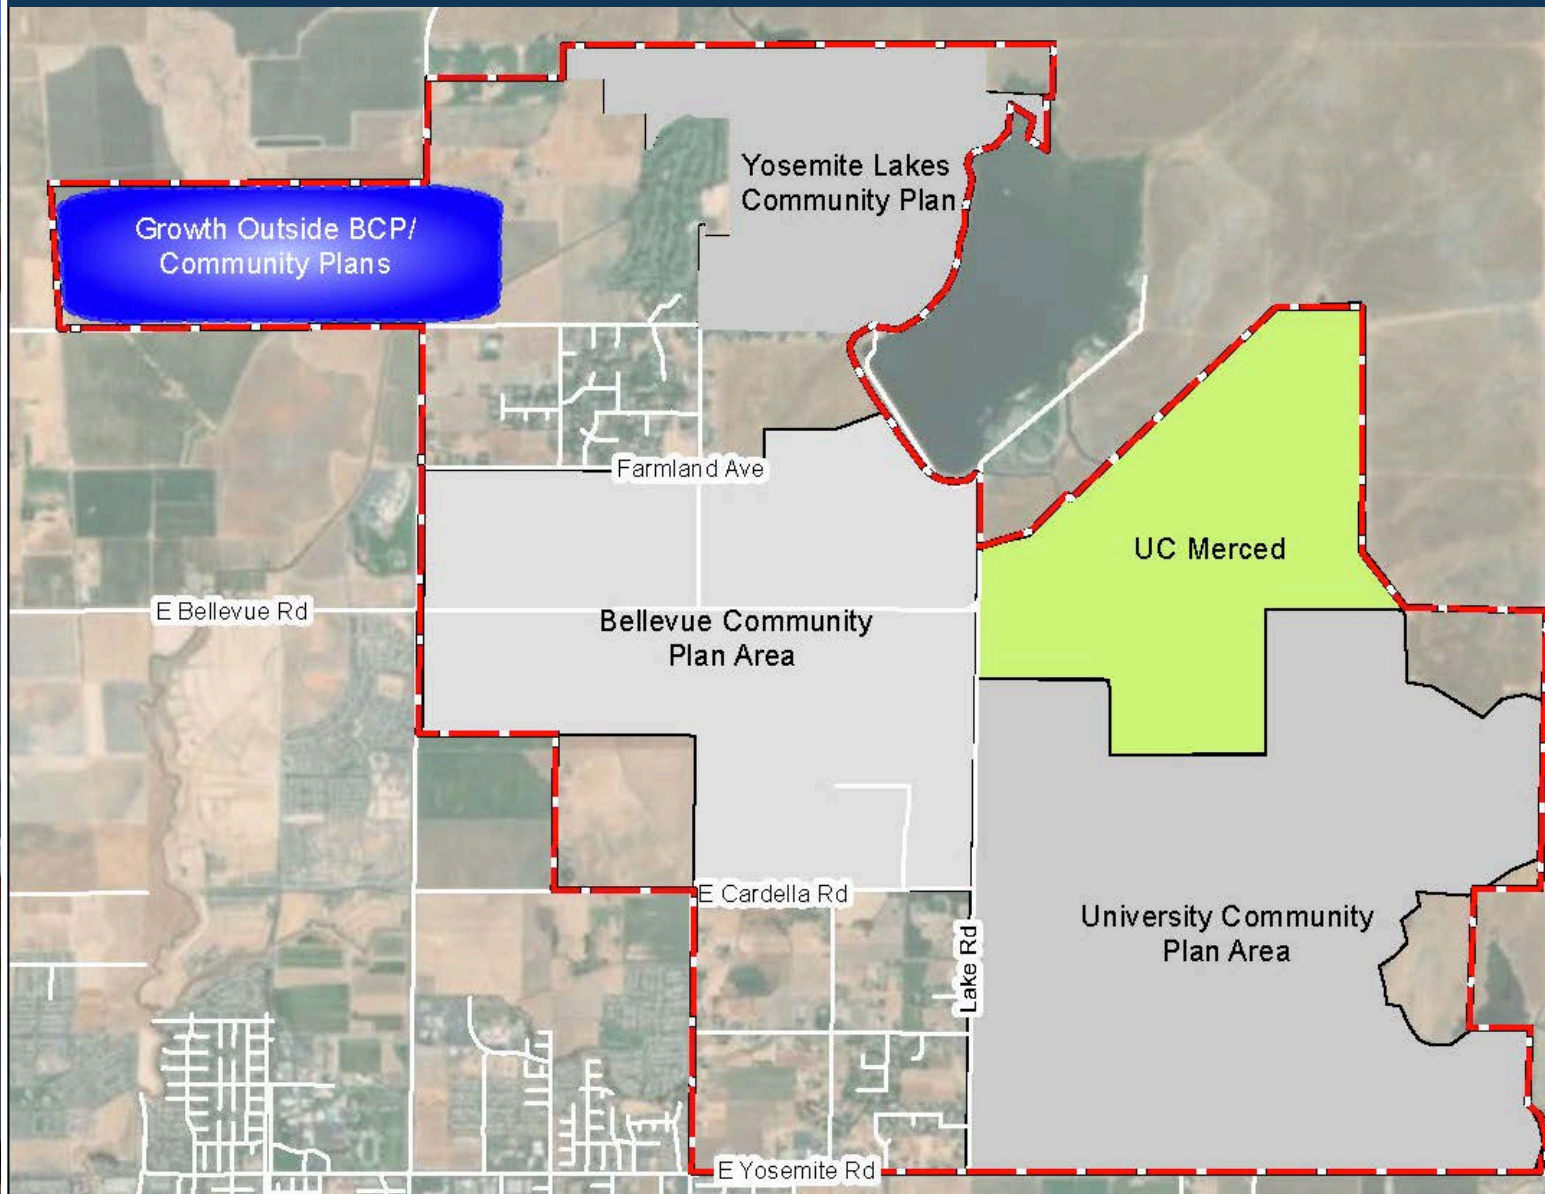 Yosemite Lakes
Community Plan
Growth Outside BCP/
Community Plans
Farmland Ave
UC Merced
E Bellevue Rd
Bellevue Community
Plan Area
E Cardella Rd
University Community
Plan Area
Lake Rd
E Yosemite Rd